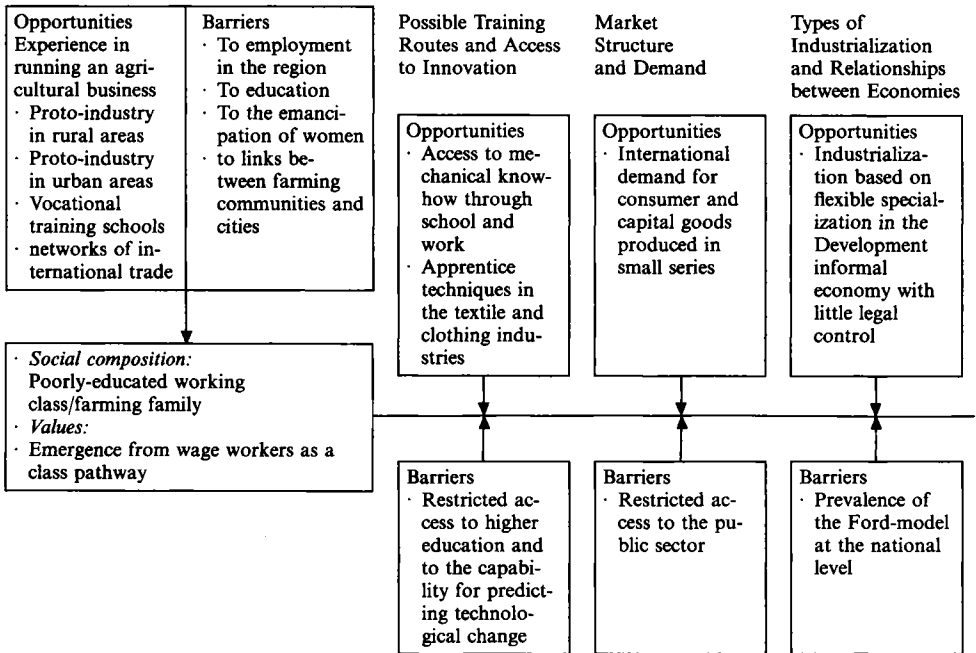 Opportunities
Experience in
running an agri-
cultural business
· Proto-industry
in rural areas
· Proto-industry
in urban areas
· Vocational
training schools
· networks of in-
ternational trade
Barriers
· To employment
in the region
· To education
· To the emanci-
pation of women
· to links be-
tween farming
communities and
cities
· Social composition:
Poorly-educated working
class/farming family
· Values:
· Emergence from wage workers as a
class pathway
Possible Training
Routes and Access
to Innovation
Opportunities
· Access to me-
chanical know-
how through
school and
work
· Apprentice
techniques in
the textile and
clothing indu-
stries
Barriers
· Restricted ac-
cess to higher
education and
to the capabi-
lity for predict-
ing technolo-
gical change
Market
Structure
and Demand
Opportunities
· International
demand for
consumer and
capital goods
produced in
small series
Barriers
· Restricted ac-
cess to the pu-
blic sector
Types of
Industrialization
and Relationships
between Economies
Opportunities
· Industrializa-
tion based on
flexible special-
ization in the
Development
informal
economy with
little legal
control
Barriers
· Prevalence of
the Ford-model
at the national
level